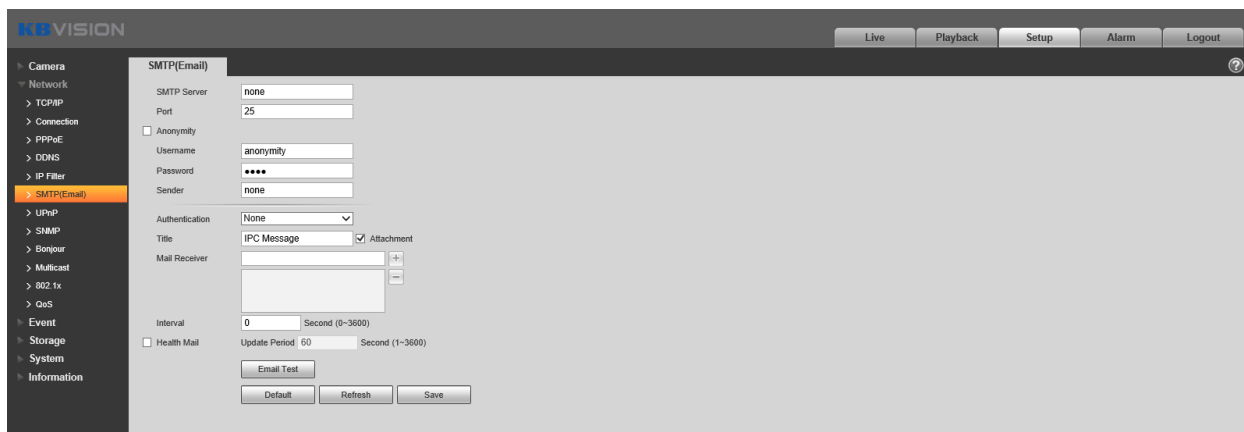 KBVISION
Live Playback Setup Alarm Logout
Camera
Network
TCP/IP
Connection
PPPoE
DDNS
IP Filter
SMTP(Email)
UPnP
SNMP
Bonjour
Multicast
802.1x
QoS
Event
Storage
System
Information
SMTP(Email)
?
SMTP Server none
Port 25
Anonymity
Username anonymity
Password ••••
Sender none
Authentication None
Title IPC Message Attachment
Mail Receiver +
−
Interval 0 Second (0~3600)
Health Mail Update Period 60 Second (1~3600)
Email Test
Default Refresh Save